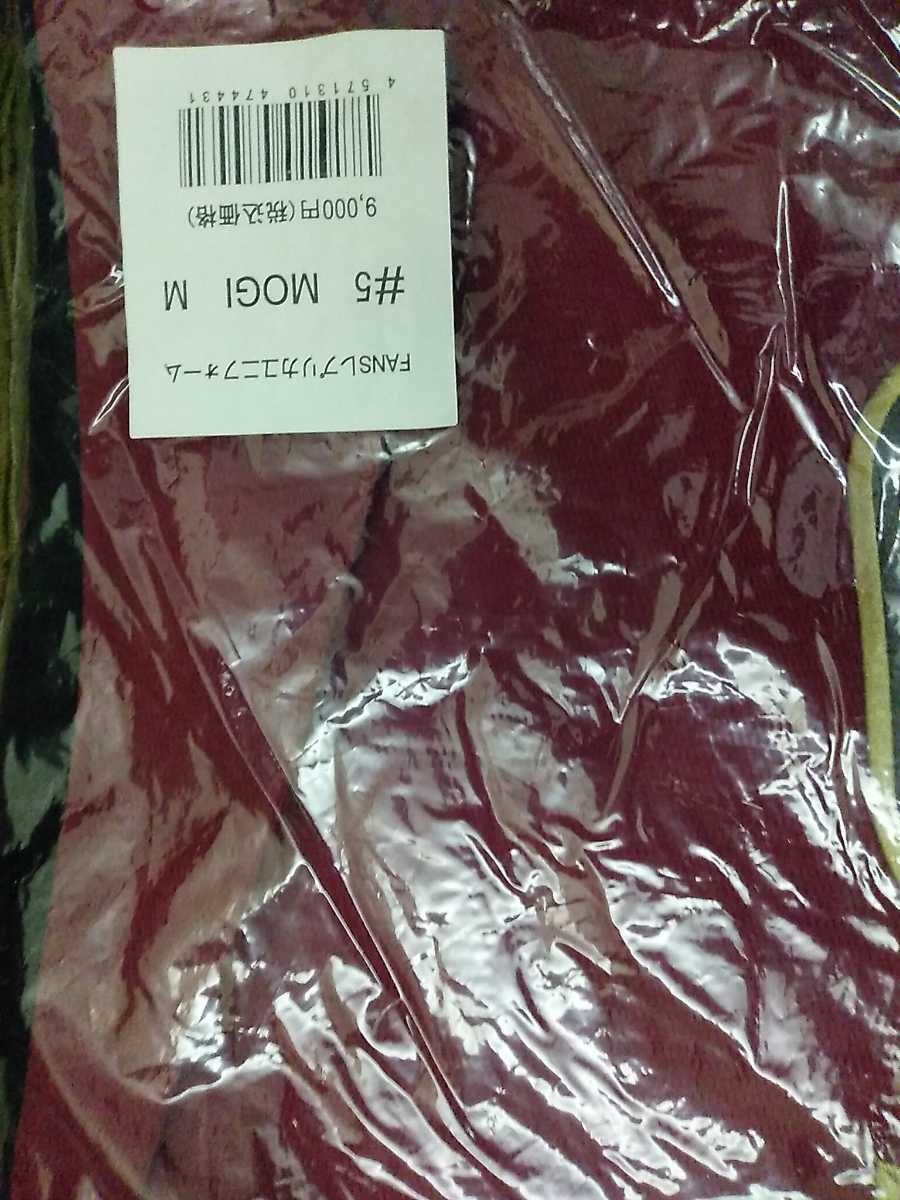 FANSレプリカユニフォーム
#5 MOGI M
9,000円(税込価格)
4 571310 474431